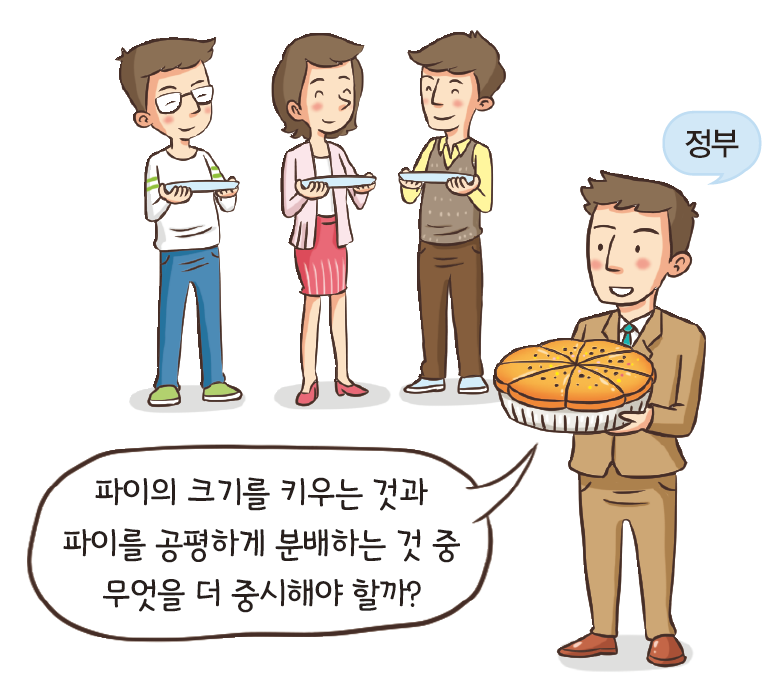 정부
파이의 크기를 키우는 것과
파이를 공평하게 분배하는 것 중
무엇을 더 중시해야 할까?